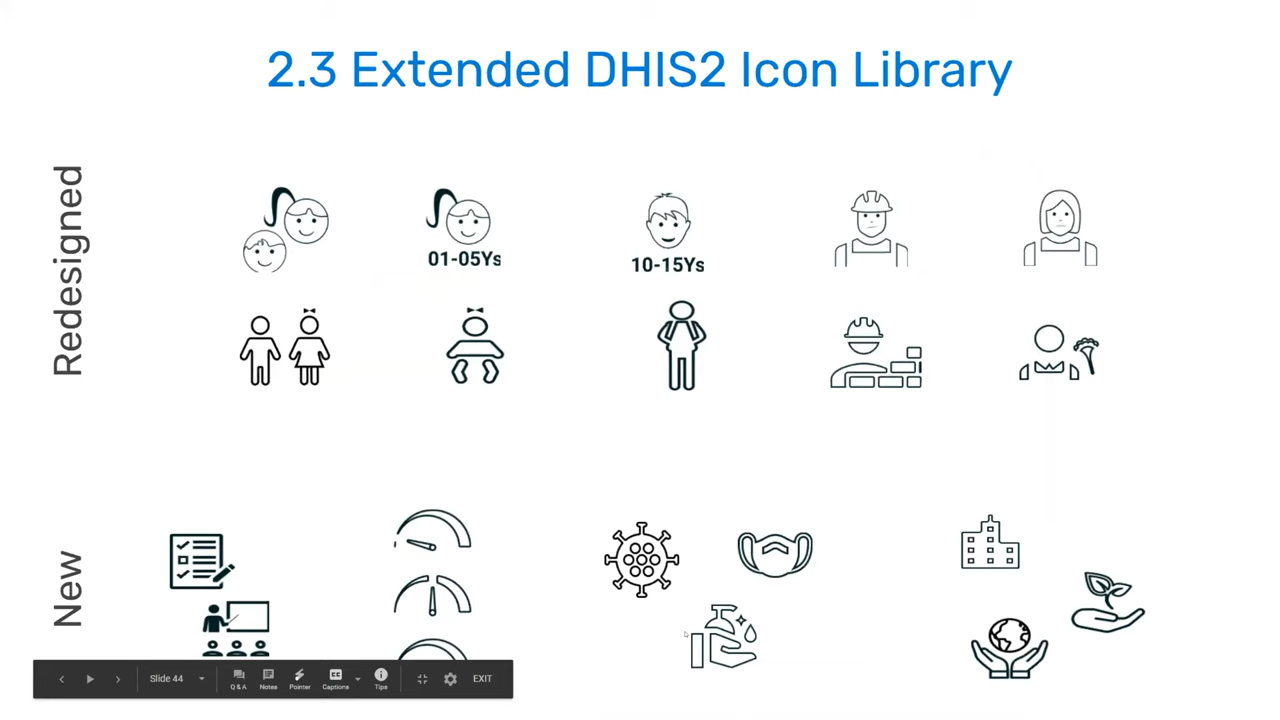 2.3 Extended DHIS2 Icon Library
Redesigned
01-05Ys
10-15Ys
New
Slide 44
Q & A
Notes
Pointer
Captions
Tips
EXIT